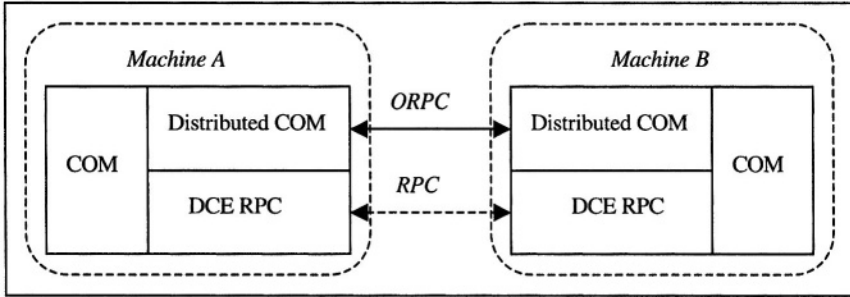 Machine A
Machine B
ORPC
Distributed COM
Distributed COM
COM
COM
RPC
DCE RPC
DCE RPC